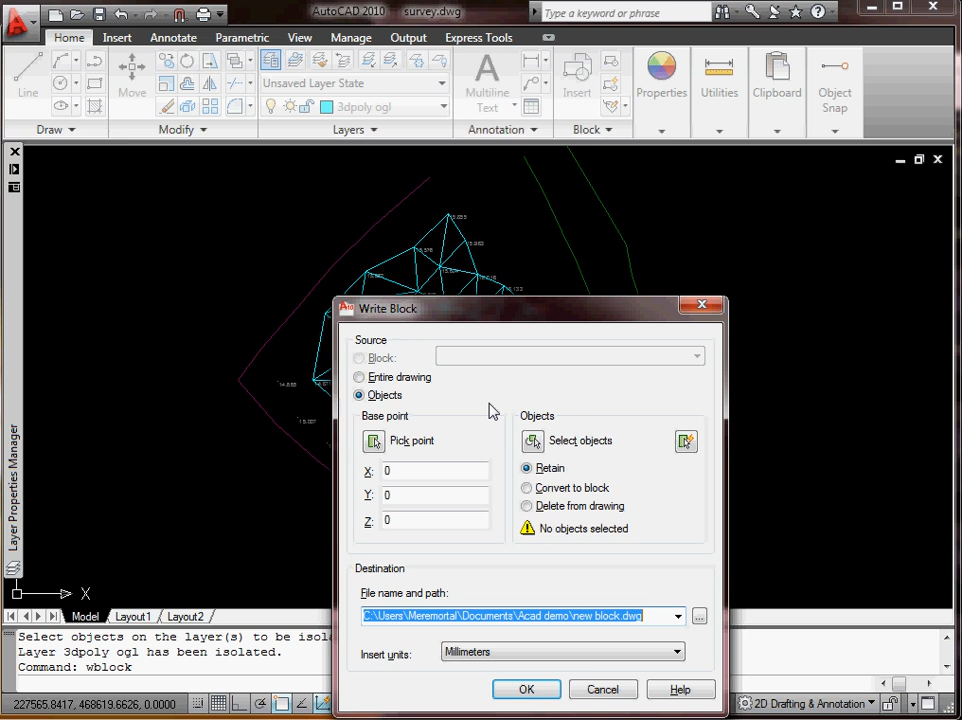 AutoCAD 2010 survey.dwg
Type a keyword or phrase
Home Insert Annotate Parametric View Manage Output Express Tools
Unsaved Layer State
Line Move Multiline Text Insert Properties Utilities Clipboard Object Snap
3dpoly ogl
Draw Modify Layers Annotation Block
Layer Properties Manager
Write Block
Source
Block:
Entire drawing
Objects
Base point
Pick point
X: 0
Y: 0
Z: 0
Objects
Select objects
Retain
Convert to block
Delete from drawing
No objects selected
Destination
File name and path:
C:\Users\Meremortal\Documents\Acad demo\new block.dwg
...
Insert units: Millimeters
OK Cancel Help
X
Model Layout1 Layout2
Select objects on the layer(s) to be isola
Layer 3dpoly ogl has been isolated.
Command: wblock
227565.8417, 468619.6626, 0.0000 2D Drafting & Annotation